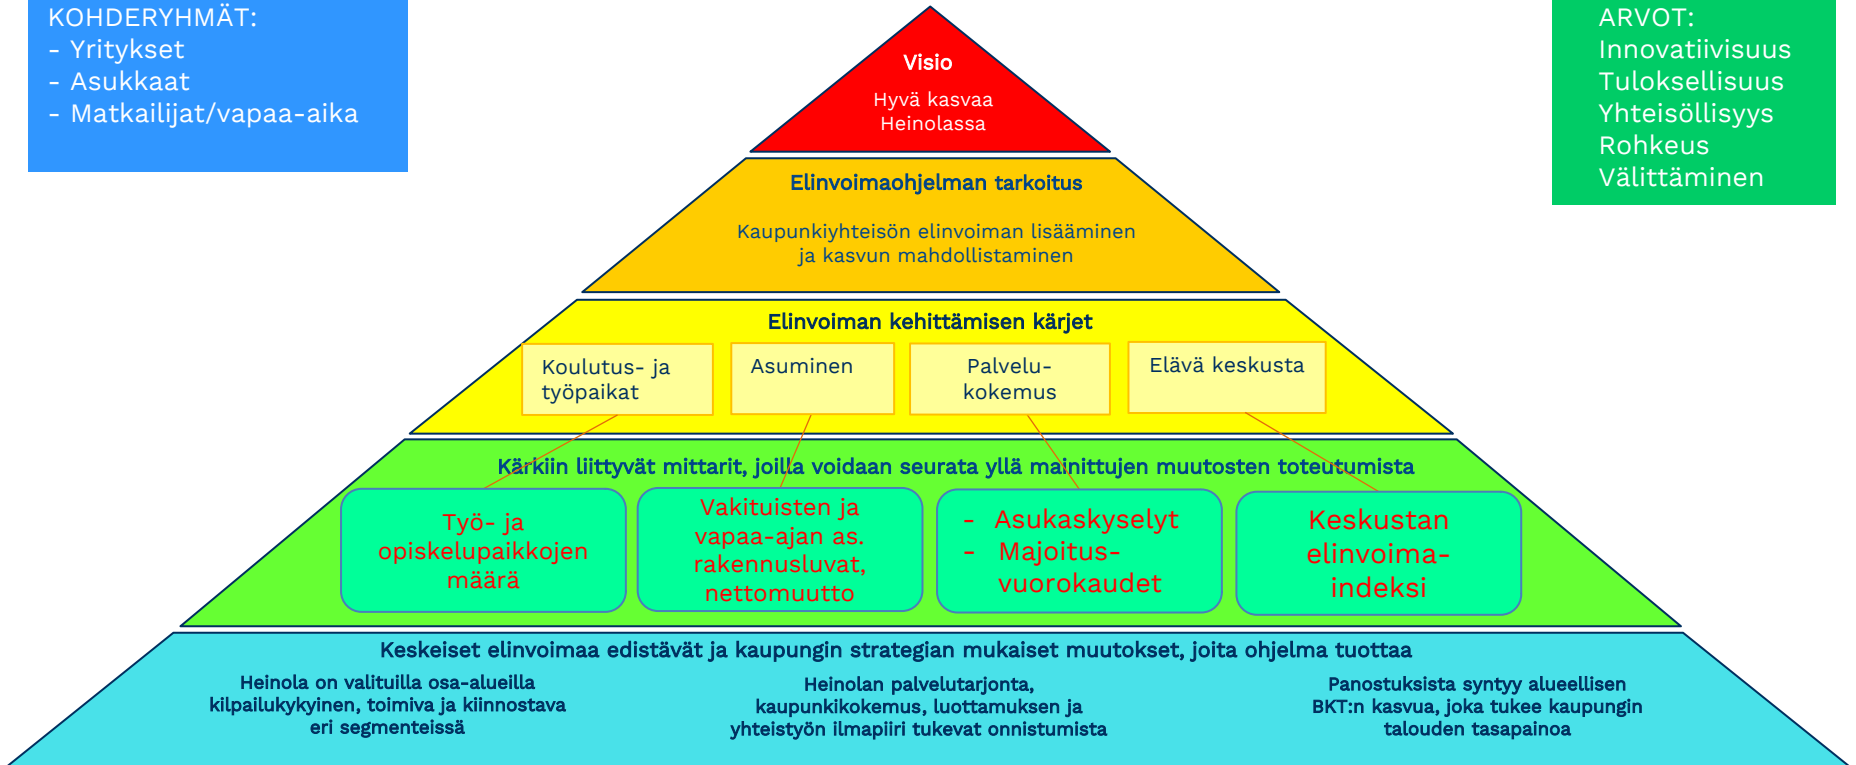 KOHDERYHMÄT:
- Yritykset
- Asukkaat
- Matkailijat/vapaa-aika
ARVOT:
Innovatiivisuus
Tuloksellisuus
Yhteisöllisyys
Rohkeus
Välittäminen
Visio
Hyvä kasvaa
Heinolassa
Elinvoimaohjelman tarkoitus
Kaupunkiyhteisön elinvoiman lisääminen
ja kasvun mahdollistaminen
Elinvoiman kehittämisen kärjet
Koulutus- ja
työpaikat
Asuminen
Palvelu-
kokemus
Elävä keskusta
Kärkiin liittyvät mittarit, joilla voidaan seurata yllä mainittujen muutosten toteutumista
Työ- ja
opiskelupaikkojen
määrä
Vakituisten ja
vapaa-ajan as.
rakennusluvat,
nettomuutto
- Asukaskyselyt
- Majoitus-
vuorokaudet
Keskustan
elinvoima-
indeksi
Keskeiset elinvoimaa edistävät ja kaupungin strategian mukaiset muutokset, joita ohjelma tuottaa
Heinola on valituilla osa-alueilla
kilpailukykyinen, toimiva ja kiinnostava
eri segmenteissä
Heinolan palvelutarjonta,
kaupunkikokemus, luottamuksen ja
yhteistyön ilmapiiri tukevat onnistumista
Panostuksista syntyy alueellisen
BKT:n kasvua, joka tukee kaupungin
talouden tasapainoa